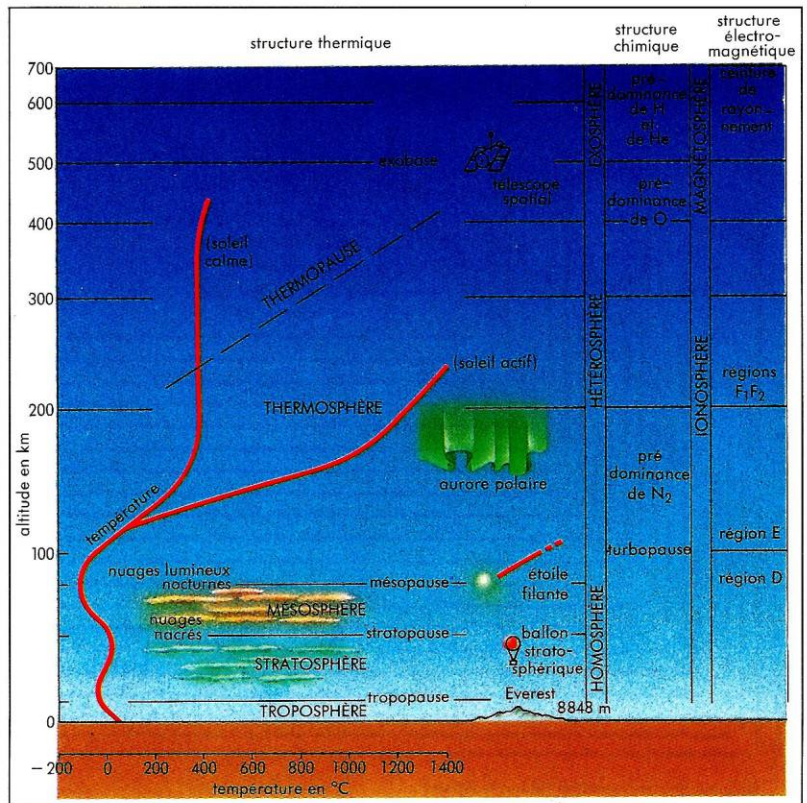 structure thermique
structure
chimique
structure
électro-
magnétique
altitude en km
700
600
500
400
300
200
100
0
exobase
télescope
spatial
(soleil
calme)
THERMOPAUSE
(soleil actif)
THERMOSPHÈRE
aurore polaire
température
nuages lumineux
nocturnes
mésopause
étoile
filante
MÉSOSPHÈRE
nuages
nacrés
stratopause
ballon
strato-
sphérique
STRATOSPHÈRE
tropopause
Everest
8848 m
TROPOSPHÈRE
EXOSPHÈRE
HÉTÉROSPHÈRE
HOMOSPHÈRE
pré-
dominance
de H
et
de He
pré-
dominance
de O
pré
dominance
de N2
turbopause
MAGNÉTOSPHÈRE
IONOSPHÈRE
ceinture
de
rayon-
nement
régions
F1F2
région E
région D
-200 0 200 400 600 800 1000 1200 1400
température en °C